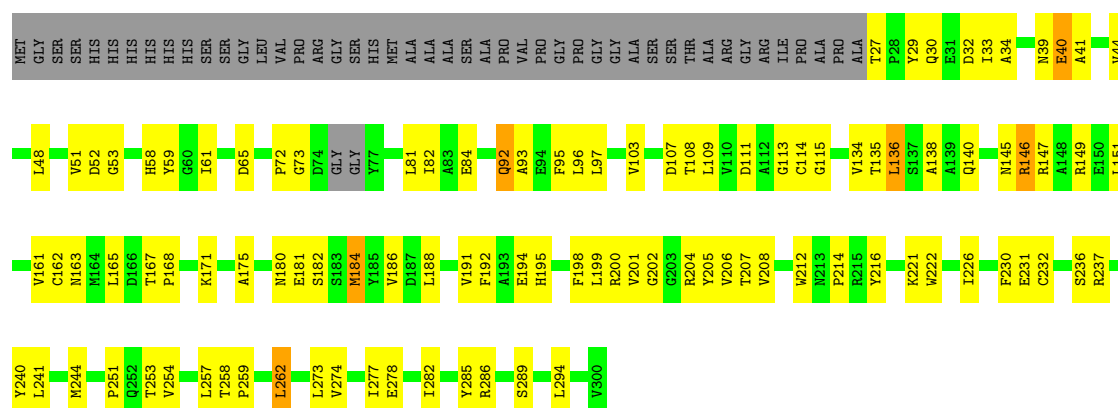 MET GLY SER SER HIS HIS HIS HIS HIS HIS SER SER GLY LEU VAL PRO ARG GLY SER HIS MET ALA ALA ALA SER ALA PRO VAL PRO GLY PRO PRO GLY GLY ALA SER SER THR ALA ARG GLY ARG ILE PRO ALA PRO ALA T27 P28 Y29 Q30 E31 D32 I33 A34 N39 E40 A41 V44
L48 V51 D52 G53 H58 Y59 G60 I61 D65 P72 G73 D74 GLY GLY Y77 L81 I82 A83 E84 Q92 A93 E94 F95 L96 L97 V103 D107 T108 L109 V110 D111 A112 G113 C114 G115 V134 T135 L136 S137 A138 A139 Q140 N145 R146 R147 A148 R149 E150 L151
V161 C162 N163 M164 L165 D166 T167 P168 K171 A175 N180 E181 S182 S183 M184 Y185 V186 D187 L188 V191 F192 A193 E194 H195 F198 L199 R200 V201 G202 G203 R204 Y205 V206 T207 V208 W212 N213 P214 R215 Y216 K221 W222 I226 F230 E231 C232 S236 R237
Y240 L241 M244 P251 Q252 T253 V254 L257 T258 P259 L262 L273 V274 I277 E278 I282 Y285 R286 S289 L294 V300